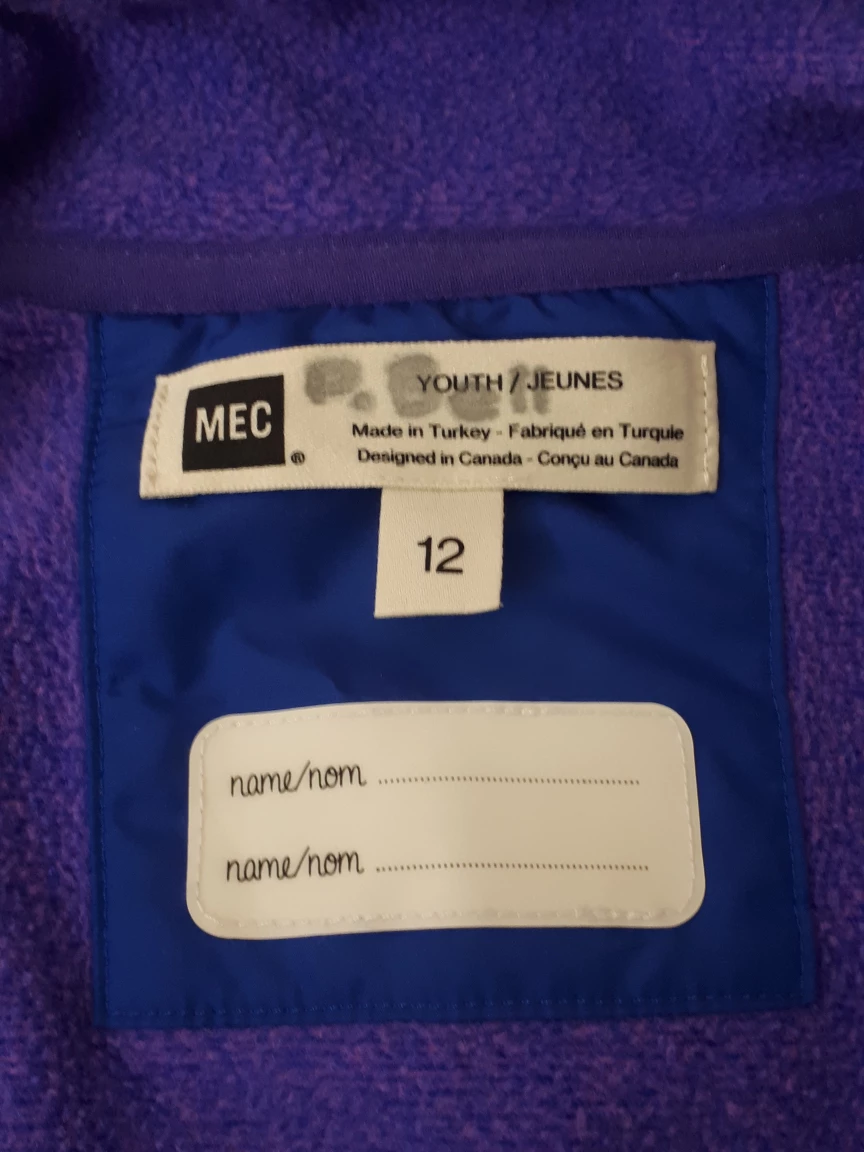 P. Bell
MEC ®
YOUTH / JEUNES
Made in Turkey - Fabriqué en Turquie
Designed in Canada - Conçu au Canada
12
name/nom ........................................
name/nom ........................................